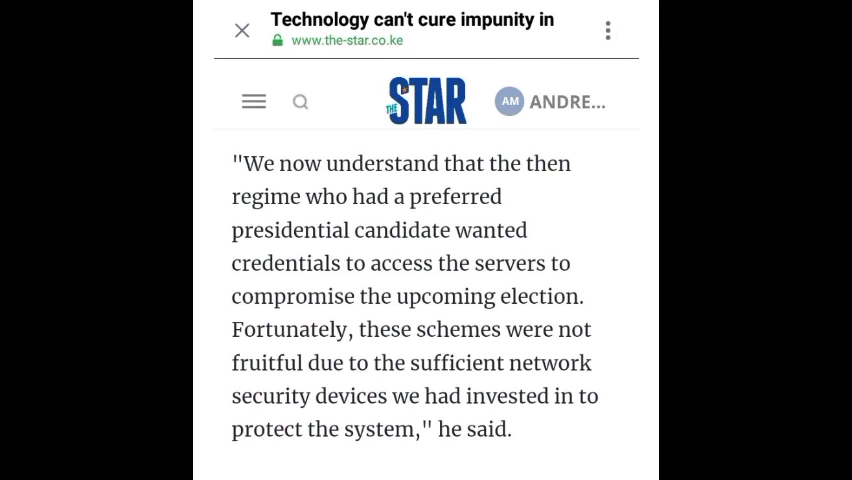 Technology can't cure impunity in
www.the-star.co.ke
THE STAR
AM ANDRE...
"We now understand that the then
regime who had a preferred
presidential candidate wanted
credentials to access the servers to
compromise the upcoming election.
Fortunately, these schemes were not
fruitful due to the sufficient network
security devices we had invested in to
protect the system," he said.